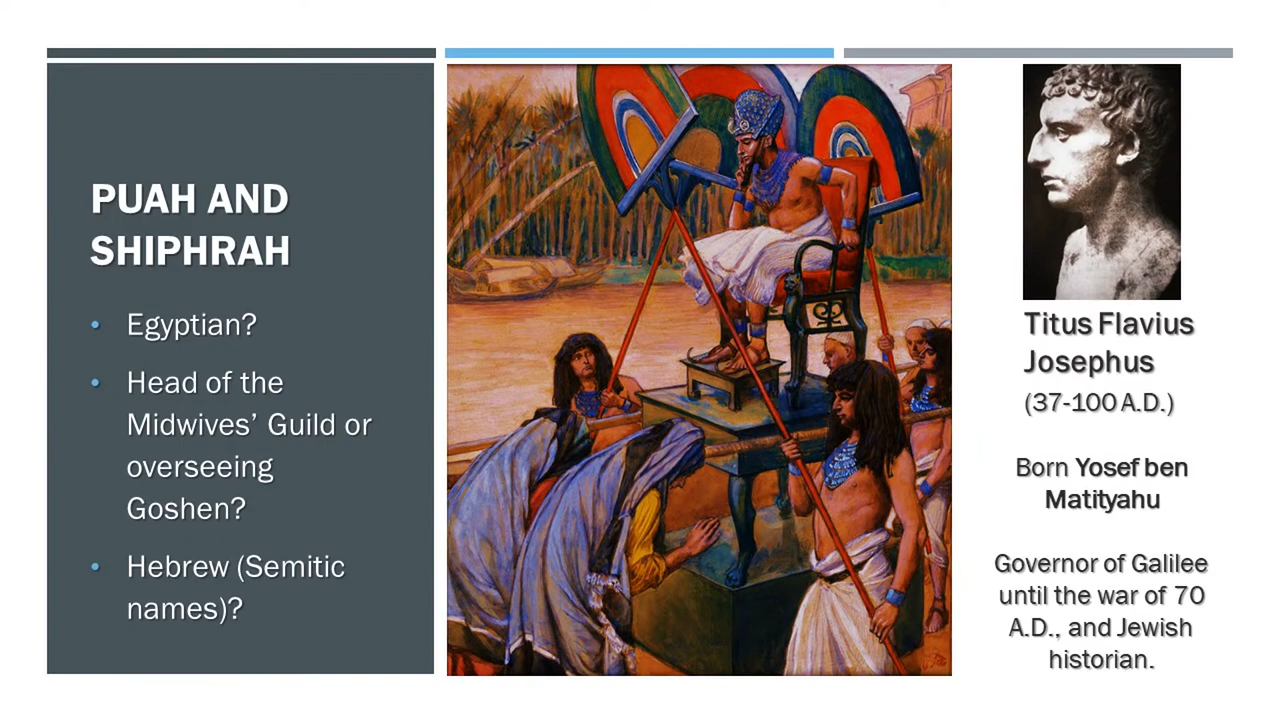 PUAH AND
SHIPHRAH
• Egyptian?
• Head of the
Midwives’ Guild or
overseeing
Goshen?
• Hebrew (Semitic
names)?
Titus Flavius
Josephus
(37-100 A.D.)
Born Yosef ben
Matityahu
Governor of Galilee
until the war of 70
A.D., and Jewish
historian.